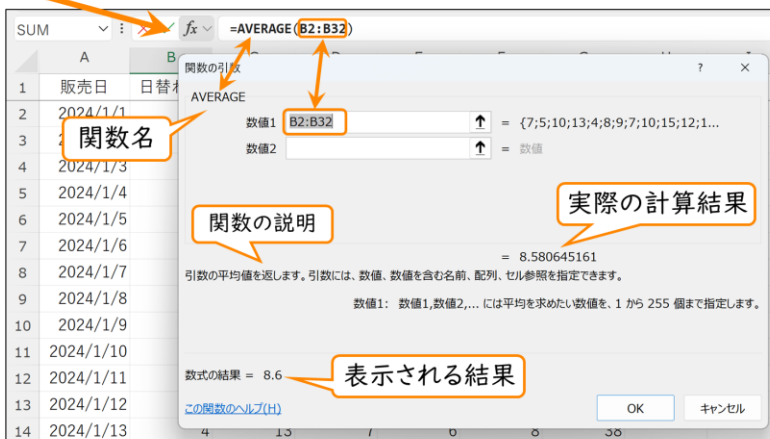 SUM fx =AVERAGE(B2:B32)
A B
1 販売日 日替
2 2024/1/1
3
4 2024/1/3
5 2024/1/4
6 2024/1/5
7 2024/1/6
8 2024/1/7
9 2024/1/8
10 2024/1/9
11 2024/1/10
12 2024/1/11
13 2024/1/12
14 2024/1/13 4 13 7 6 8 38
関数の引数 ? ×
AVERAGE
関数名
数値1 B2:B32 = {7;5;10;13;4;8;9;7;10;15;12;1...
数値2 = 数値
関数の説明
実際の計算結果
= 8.580645161
引数の平均値を返します。引数には、数値、数値を含む名前、配列、セル参照を指定できます。
数値1: 数値1,数値2,... には平均を求めたい数値を、1 から 255 個まで指定します。
数式の結果 = 8.6
表示される結果
この関数のヘルプ(H)
OK キャンセル